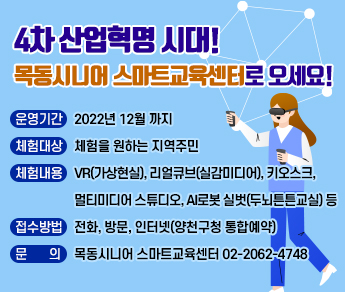 4차 산업혁명 시대!
목동시니어 스마트교육센터로 오세요!
운영기간 2022년 12월 까지
체험대상 체험을 원하는 지역주민
체험내용 VR(가상현실), 리얼큐브(실감미디어), 키오스크,
멀티미디어 스튜디오, AI로봇 실벗(두뇌튼튼교실) 등
접수방법 전화, 방문, 인터넷(양천구청 통합예약)
문 의 목동시니어 스마트교육센터 02-2062-4748